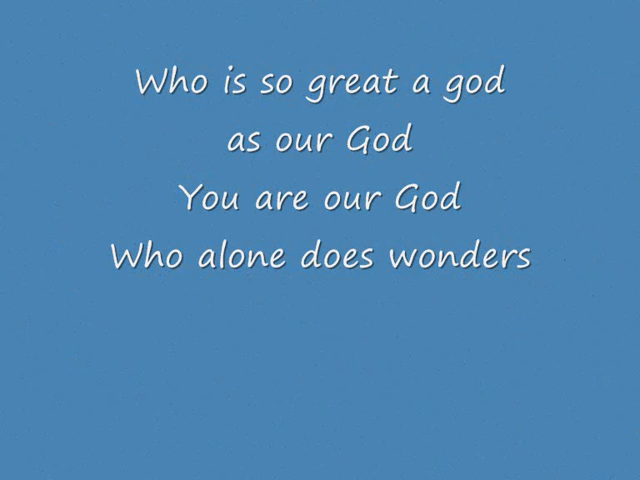 Who is so great a god
as our God
You are our God
Who alone does wonders